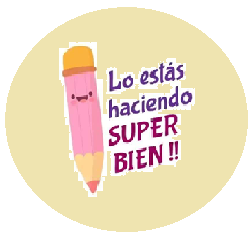 Lo estás
haciendo
SUPER
BIEN !!